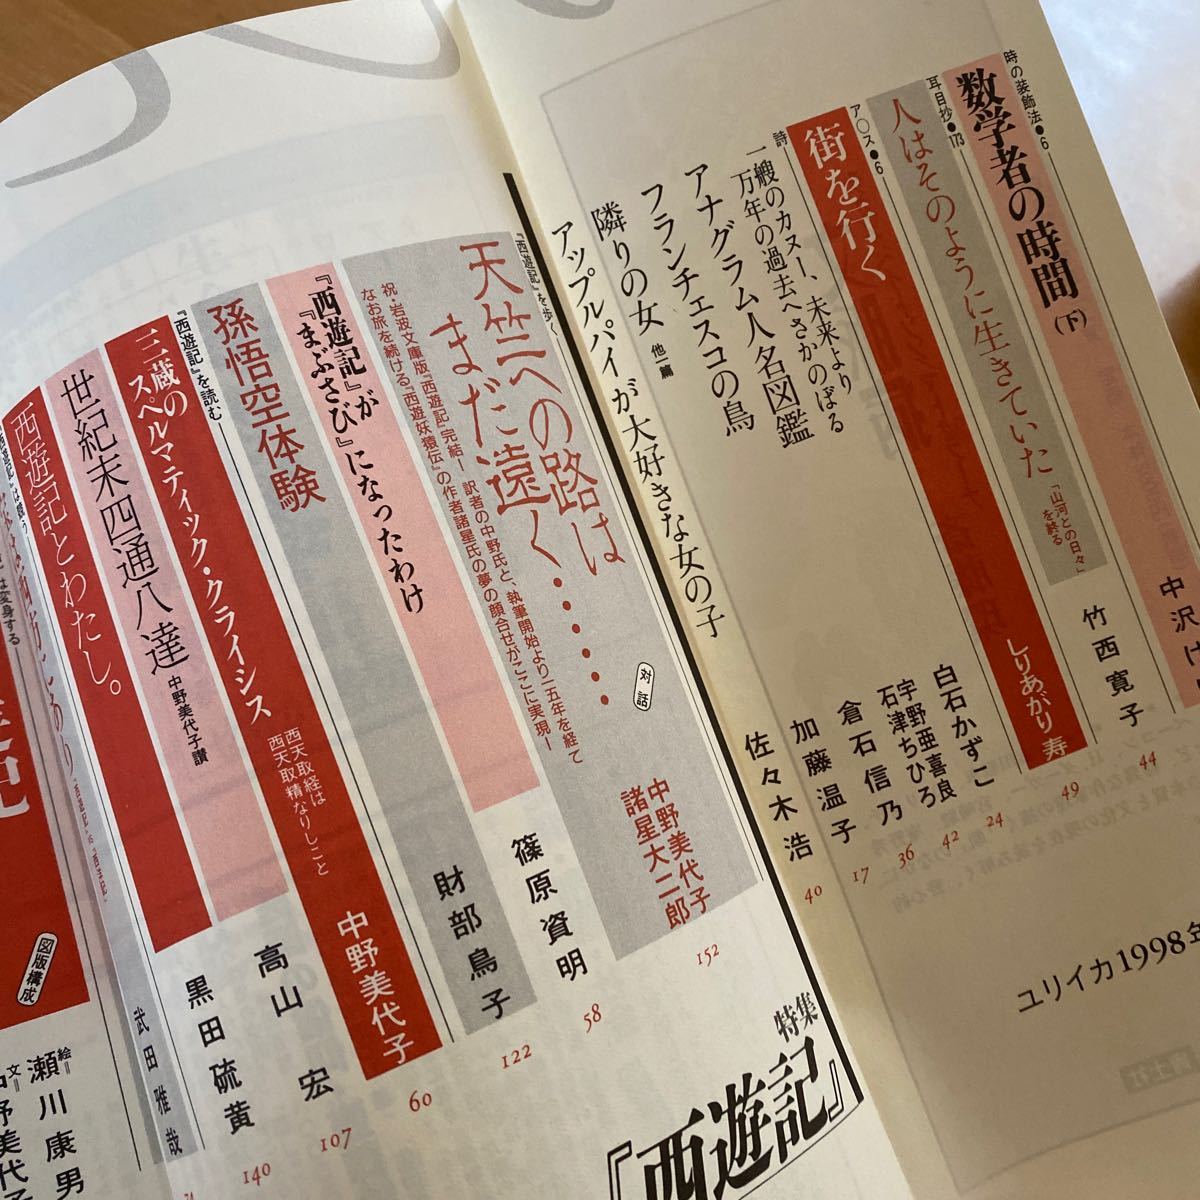 時の装飾法●6
数学者の時間（下）
耳目抄●173
人はそのように生きていた
「山河との日々」を終る
竹西寛子
44
ア○ス●6
街を行く
しりあがり寿
49
詩
一艘のカヌー、未来より
万年の過去へさかのぼる
白石かずこ
24
アナグラム人名図鑑
宇野亜喜良
石津ちひろ
42
フランチェスコの鳥
倉石信乃
36
隣りの女 他一篇
加藤温子
17
アップルパイが大好きな女の子
佐々木浩
40
ユリイカ1998年
特集
『西遊記』
『西遊記』を歩く
天竺への路は
まだ遠く……
対話
祝・岩波文庫版『西遊記』完結！ 訳者の中野氏と、執筆開始より一五年を経て
なお旅を続ける『西遊妖猿伝』の作者諸星氏の夢の顔合せがここに実現！
中野美代子
諸星大二郎
152
『西遊記』が
『まぶさび』になったわけ
篠原資明
58
孫悟空体験
財部鳥子
122
『西遊記』を読む
三蔵の
スペルマティック・クライシス
西天取経は
西天取精なりしこと
中野美代子
60
世紀末四通八達
中野美代子讃
高山宏
107
西遊記とわたし。
黒田硫黄
140
武田雅哉
は変身する
図版構成
絵＝瀬川康男
文＝中野美代子